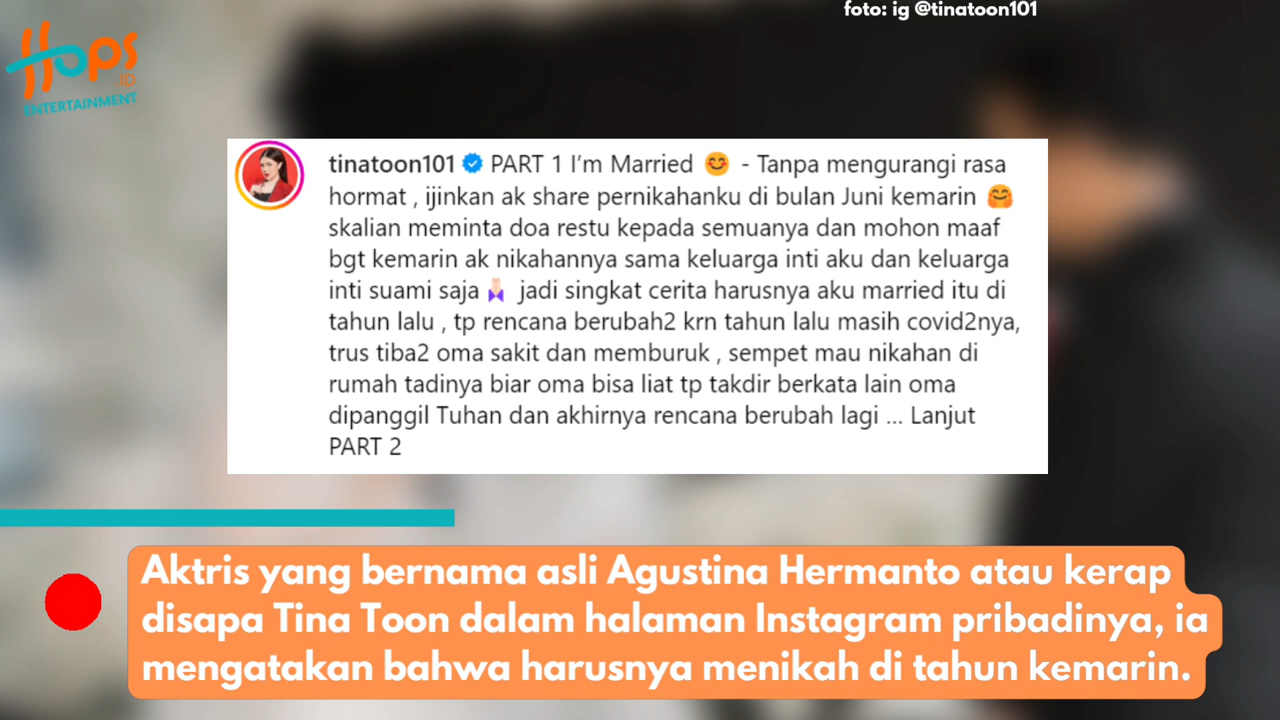 foto: ig @tinatoon101
Hops
ID
ENTERTAINMENT
tinatoon101 PART 1 I’m Married 😊 - Tanpa mengurangi rasa
hormat , ijinkan ak share pernikahanku di bulan Juni kemarin 🤗
skalian meminta doa restu kepada semuanya dan mohon maaf
bgt kemarin ak nikahannya sama keluarga inti aku dan keluarga
inti suami saja 🙏🏻 jadi singkat cerita harusnya aku married itu di
tahun lalu , tp rencana berubah2 krn tahun lalu masih covid2nya,
trus tiba2 oma sakit dan memburuk , sempet mau nikahan di
rumah tadinya biar oma bisa liat tp takdir berkata lain oma
dipanggil Tuhan dan akhirnya rencana berubah lagi ... Lanjut
PART 2
Aktris yang bernama asli Agustina Hermanto atau kerap
disapa Tina Toon dalam halaman Instagram pribadinya, ia
mengatakan bahwa harusnya menikah di tahun kemarin.